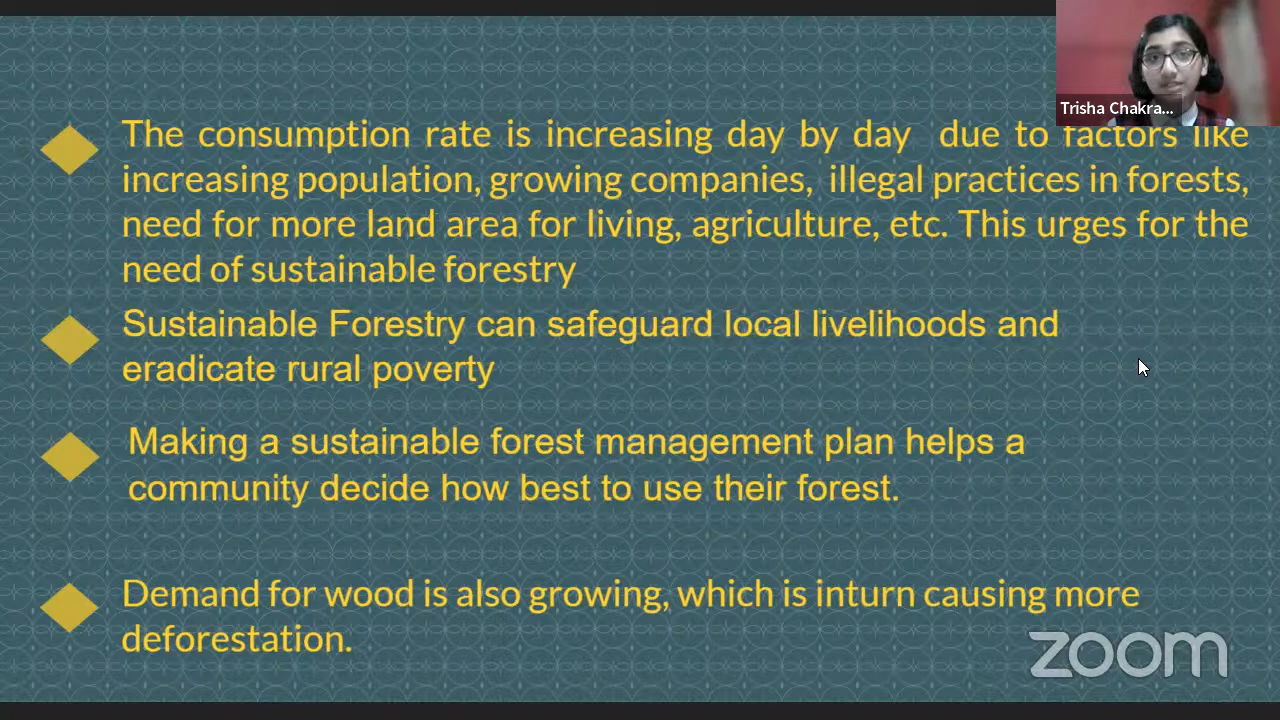 Trisha Chakra...
The consumption rate is increasing day by day due to factors like
increasing population, growing companies, illegal practices in forests,
need for more land area for living, agriculture, etc. This urges for the
need of sustainable forestry
Sustainable Forestry can safeguard local livelihoods and
eradicate rural poverty
Making a sustainable forest management plan helps a
community decide how best to use their forest.
Demand for wood is also growing, which is inturn causing more
deforestation.
zoom